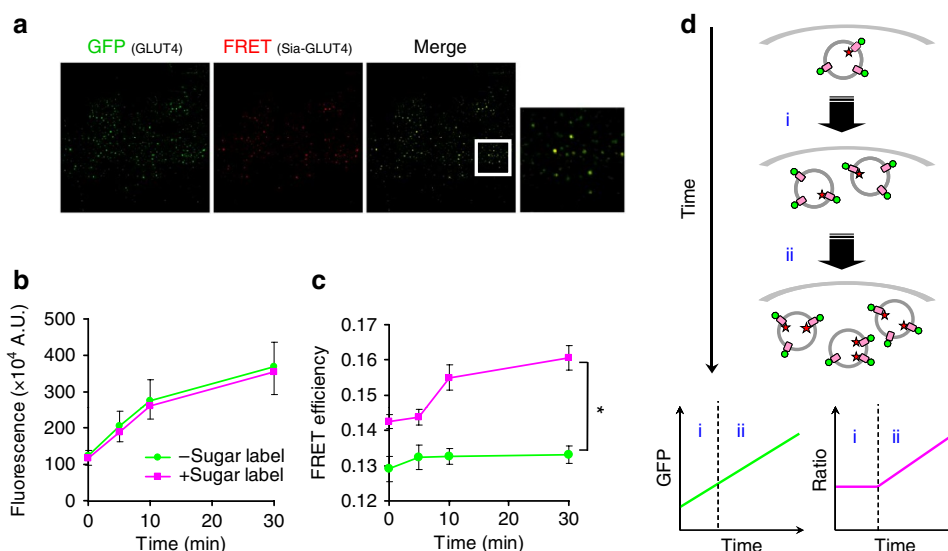 a
GFP (GLUT4)
FRET (Sia-GLUT4)
Merge
b
500
400
300
200
100
0
Fluorescence (×10⁴ A.U.)
–Sugar label
+Sugar label
0
10
20
30
Time (min)
c
0.17
0.16
0.15
0.14
0.13
0.12
FRET efficiency
*
0
10
20
30
Time (min)
d
Time
i
ii
GFP
i
ii
Time
Ratio
i
ii
Time